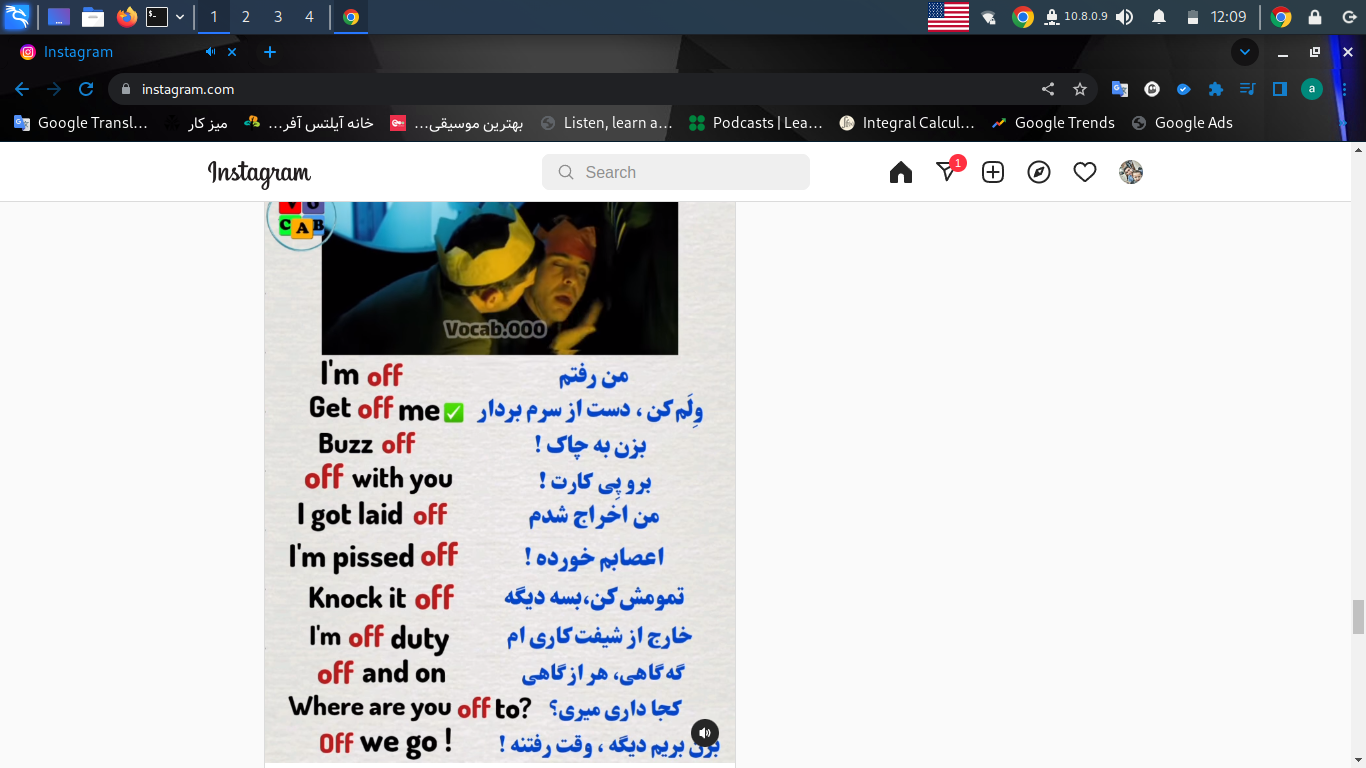 1 2 3 4 10.8.0.9 12:09
Instagram
instagram.com a
Google Transl… میز کار خانه آیلتس آفر… بهترین موسیقی… Listen, learn a… Podcasts | Lea… Integral Calcul… Google Trends Google Ads
Instagram Search 1
V O
C A B
Vocab.000
I'm off من رفتم
Get off me✅ وِلَم کن ، دست از سرم بردار
Buzz off بزن به چاک !
off with you برو پِی کارت !
I got laid off من اخراج شدم
I'm pissed off اعصابم خورده !
Knock it off تمومش کن،بسه دیگه
I'm off duty خارج از شیفت کاری ام
off and on گه گاهی، هر از گاهی
Where are you off to? کجا داری میری؟
Off we go ! بزن بریم دیگه ، وقت رفتنه !